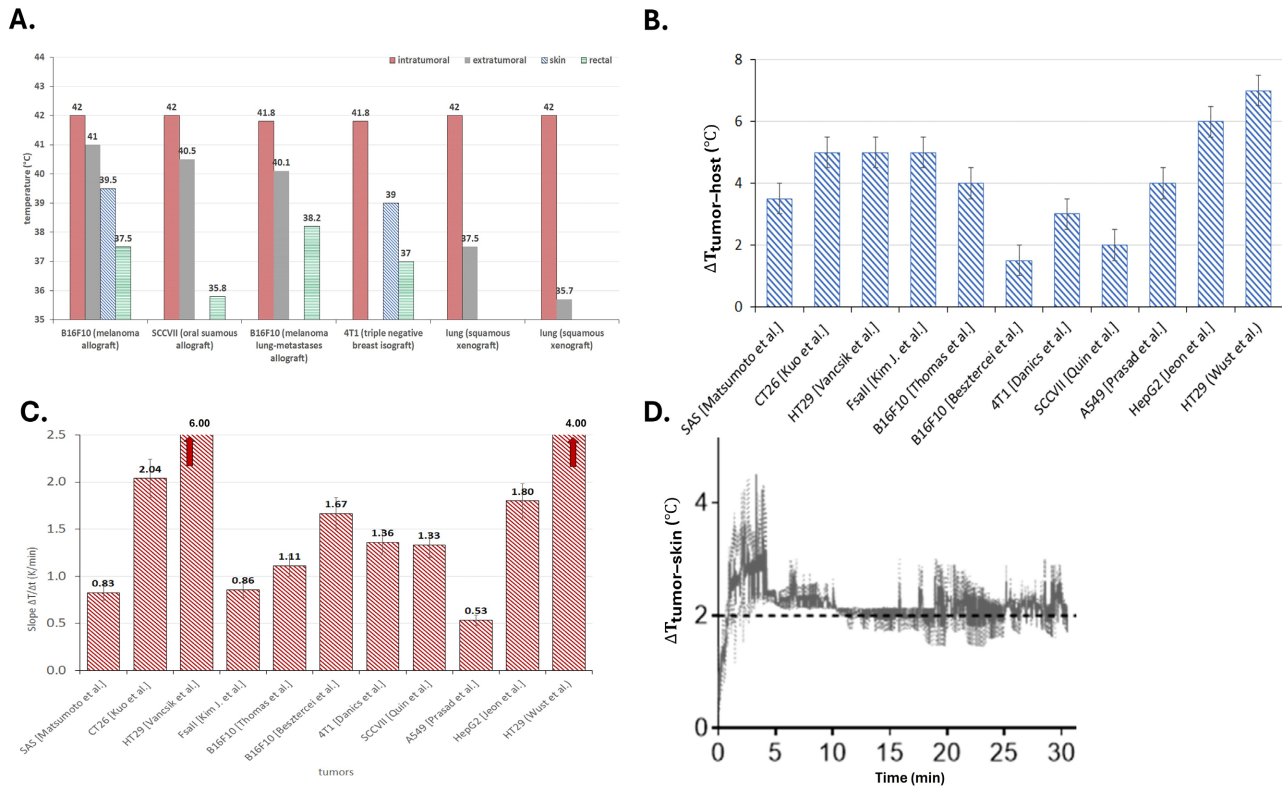 A.
44
43
42
41
40
39
38
37
36
35
temperature (°C)
intratumoral extratumoral skin rectal
42 41 39.5 37.5
42 40.5 35.8
41.8 40.1 38.2
41.8 39 37
42 37.5
42 35.7
B16F10 (melanoma
allograft)
SCCVII (oral suamous
allograft)
B16F10 (melanoma
lung-metastases
allograft)
4T1 (triple negative
breast isograft)
lung (squamous
xenograft)
lung (squamous
xenograft)
B.
8
6
4
2
0
ΔTtumor–host (°C)
SAS [Matsumoto et al.]
CT26 [Kuo et al.]
HT29 [Vancsik et al.]
FsaII [Kim J. et al.]
B16F10 [Thomas et al.]
B16F10 [Besztercei et al.]
4T1 [Danics et al.]
SCCVII [Quin et al.]
A549 [Prasad et al.]
HepG2 [Jeon et al.]
HT29 (Wust et al.)
C.
2.5
2.0
1.5
1.0
0.5
0.0
Slope ΔT/Δt (K/min)
0.83
2.04
6.00
0.86
1.11
1.67
1.36
1.33
0.53
1.80
4.00
SAS [Matsumoto et al.]
CT26 [Kuo et al.]
HT29 [Vancsik et al.]
FsaII [Kim J. et al.]
B16F10 [Thomas et al.]
B16F10 [Besztercei et al.]
4T1 [Danics et al.]
SCCVII [Quin et al.]
A549 [Prasad et al.]
HepG2 [Jeon et al.]
HT29 (Wust et al.)
tumors
D.
4
2
0
ΔTtumor–skin (°C)
0 5 10 15 20 25 30
Time (min)